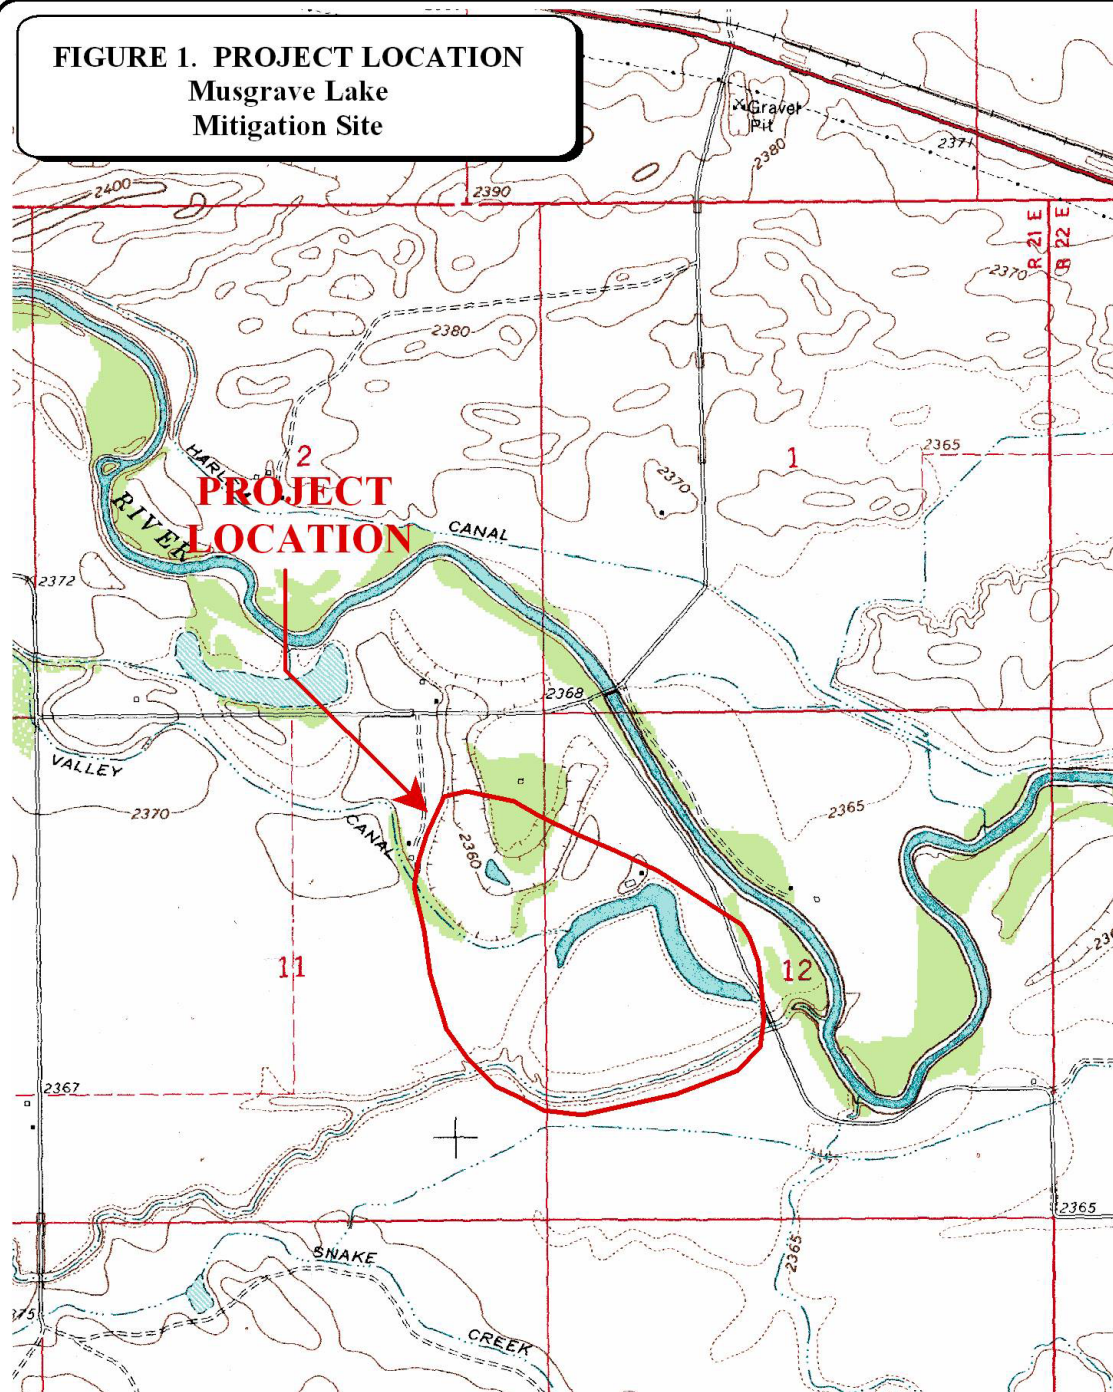 FIGURE 1. PROJECT LOCATION
Musgrave Lake
Mitigation Site
Gravel
Pit
2371
2380
2400
2390
R 21 E
R 22 E
2370
2380
2
1
2365
HARL
CANAL
2370
PROJECT
LOCATION
RIVER
2372
2368
VALLEY
2370
CANAL
2360
2365
11
12
2367
2365
2365
SNAKE
CREEK